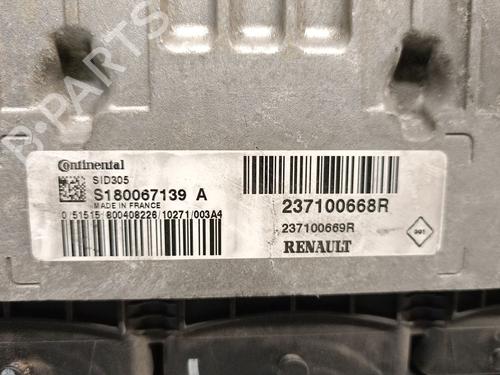 B-PARTS
Continental
SID305
S180067139 A
MADE IN FRANCE
0/51515/800408226/10271/003A4
237100668R
237100669R
RENAULT